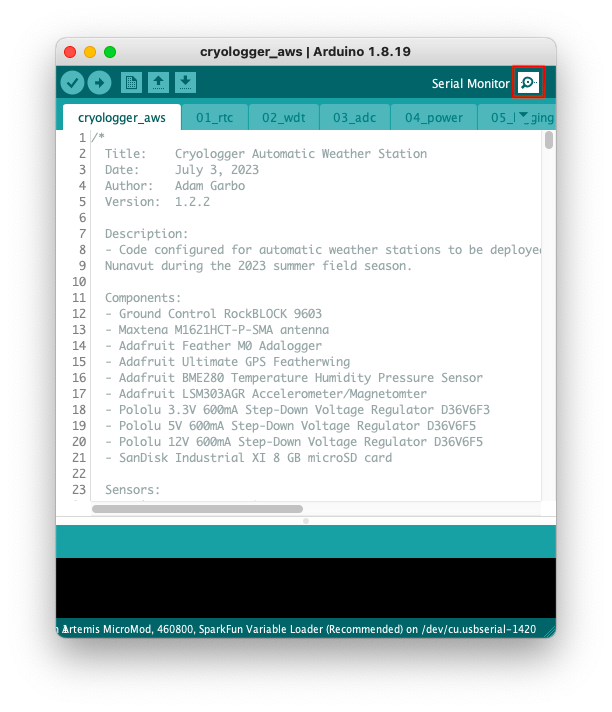 cryologger_aws | Arduino 1.8.19
Serial Monitor
cryologger_aws 01_rtc 02_wdt 03_adc 04_power
1 /*
2 Title: Cryologger Automatic Weather Station
3 Date: July 3, 2023
4 Author: Adam Garbo
5 Version: 1.2.2
6
7 Description:
8 - Code configured for automatic weather stations to be deployed
9 Nunavut during the 2023 summer field season.
10
11 Components:
12 - Ground Control RockBLOCK 9603
13 - Maxtena M1621HCT-P-SMA antenna
14 - Adafruit Feather M0 Adalogger
15 - Adafruit Ultimate GPS Featherwing
16 - Adafruit BME280 Temperature Humidity Pressure Sensor
17 - Adafruit LSM303AGR Accelerometer/Magnetomter
18 - Pololu 3.3V 600mA Step-Down Voltage Regulator D36V6F3
19 - Pololu 5V 600mA Step-Down Voltage Regulator D36V6F5
20 - Pololu 12V 600mA Step-Down Voltage Regulator D36V6F5
21 - SanDisk Industrial XI 8 GB microSD card
22
23 Sensors:
Artemis MicroMod, 460800, SparkFun Variable Loader (Recommended) on /dev/cu.usbserial-1420